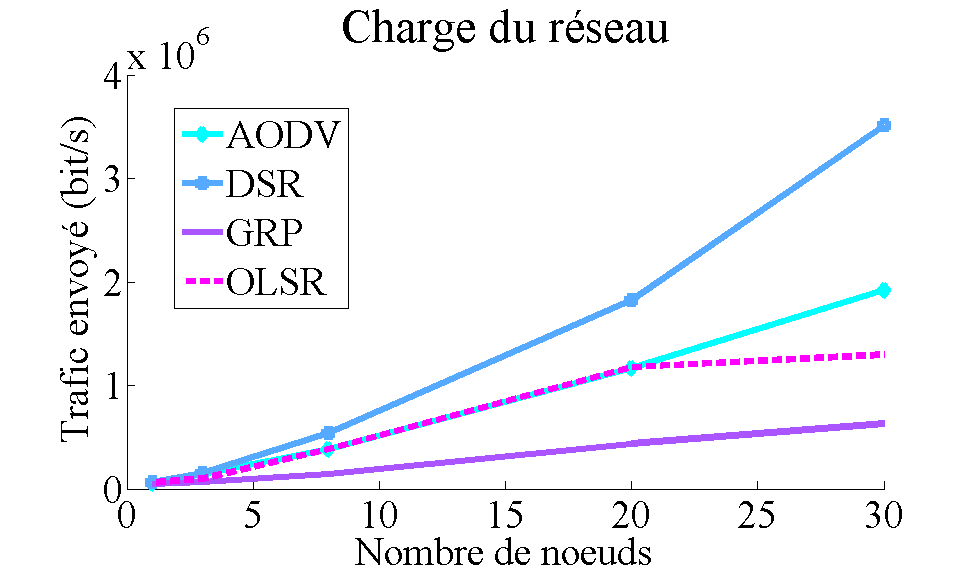 Charge du réseau
x 10^6
Trafic envoyé (bit/s)
4
3
2
1
0
AODV
DSR
GRP
OLSR
0 5 10 15 20 25 30
Nombre de noeuds